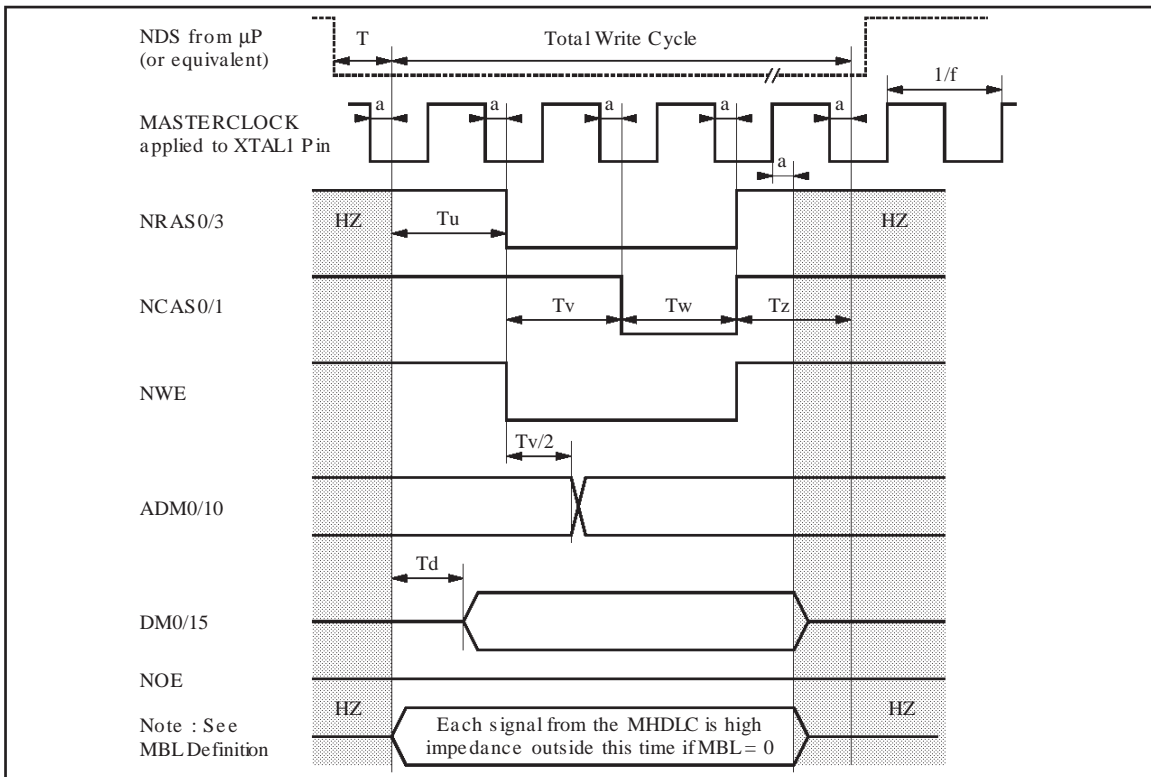 NDS from µP
(or equivalent)
T
Total Write Cycle
1/f
MASTERCLOCK
applied to XTAL1 Pin
a
a
a
a
a
a
NRAS0/3
HZ
Tu
HZ
NCAS0/1
Tv
Tw
Tz
NWE
Tv/2
ADM0/10
Td
DM0/15
NOE
HZ
HZ
Note : See
MBL Definition
Each signal from the MHDLC is high
impedance outside this time if MBL = 0